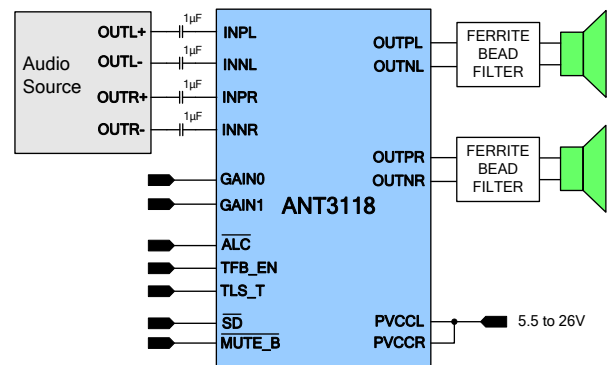 Audio
Source
OUTL+
OUTL-
OUTR+
OUTR-
1µF
1µF
1µF
1µF
INPL
INNL
INPR
INNR
GAIN0
GAIN1
ALC
TFB_EN
TLS_T
SD
MUTE_B
ANT3118
OUTPL
OUTNL
OUTPR
OUTNR
PVCCL
PVCCR
FERRITE
BEAD
FILTER
FERRITE
BEAD
FILTER
5.5 to 26V